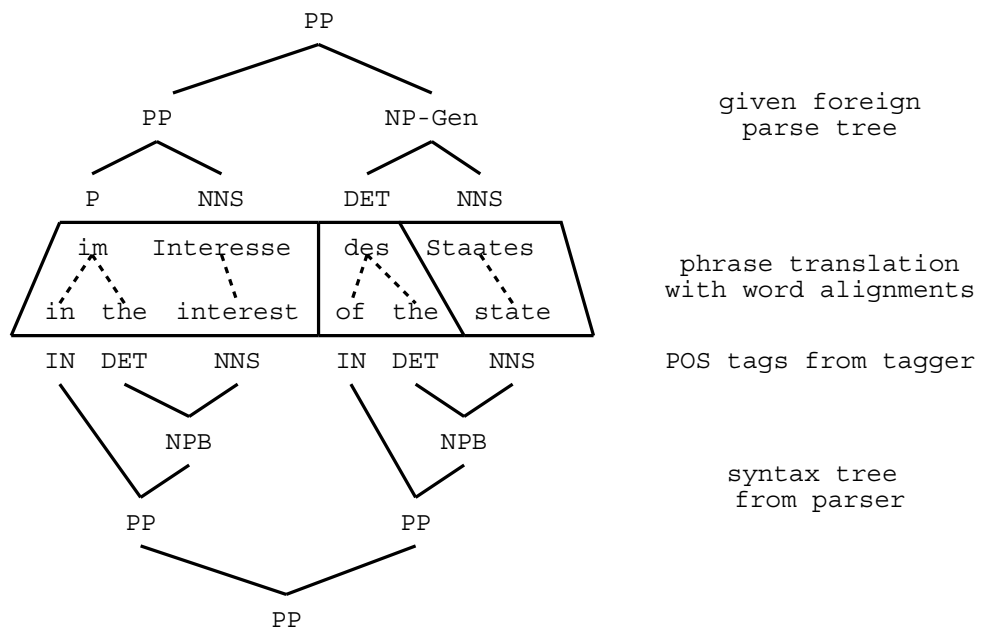 PP
PP NP-Gen
given foreign
parse tree
P NNS DET NNS
im Interesse des Staates
in the interest of the state
phrase translation
with word alignments
IN DET NNS IN DET NNS
POS tags from tagger
NPB NPB
syntax tree
from parser
PP PP
PP